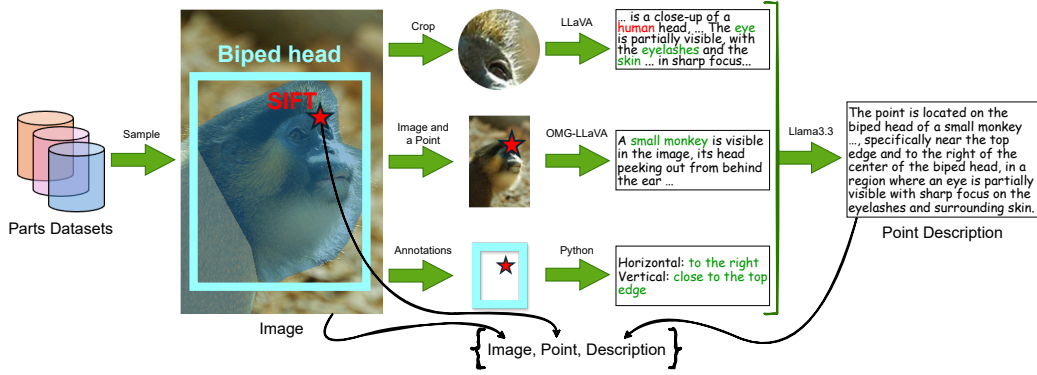 Parts Datasets
Sample
Biped head
SIFT
Image
Crop
LLaVA
... is a close-up of a
human head, ... The eye
is partially visible, with
the eyelashes and the
skin ... in sharp focus...
Image and
a Point
OMG-LLaVA
A small monkey is visible
in the image, its head
peeking out from behind
the ear ...
Annotations
Python
Horizontal: to the right
Vertical: close to the top
edge
Llama3.3
The point is located on the
biped head of a small monkey
..., specifically near the top
edge and to the right of the
center of the biped head, in a
region where an eye is partially
visible with sharp focus on the
eyelashes and surrounding skin.
Point Description
{ Image, Point, Description }